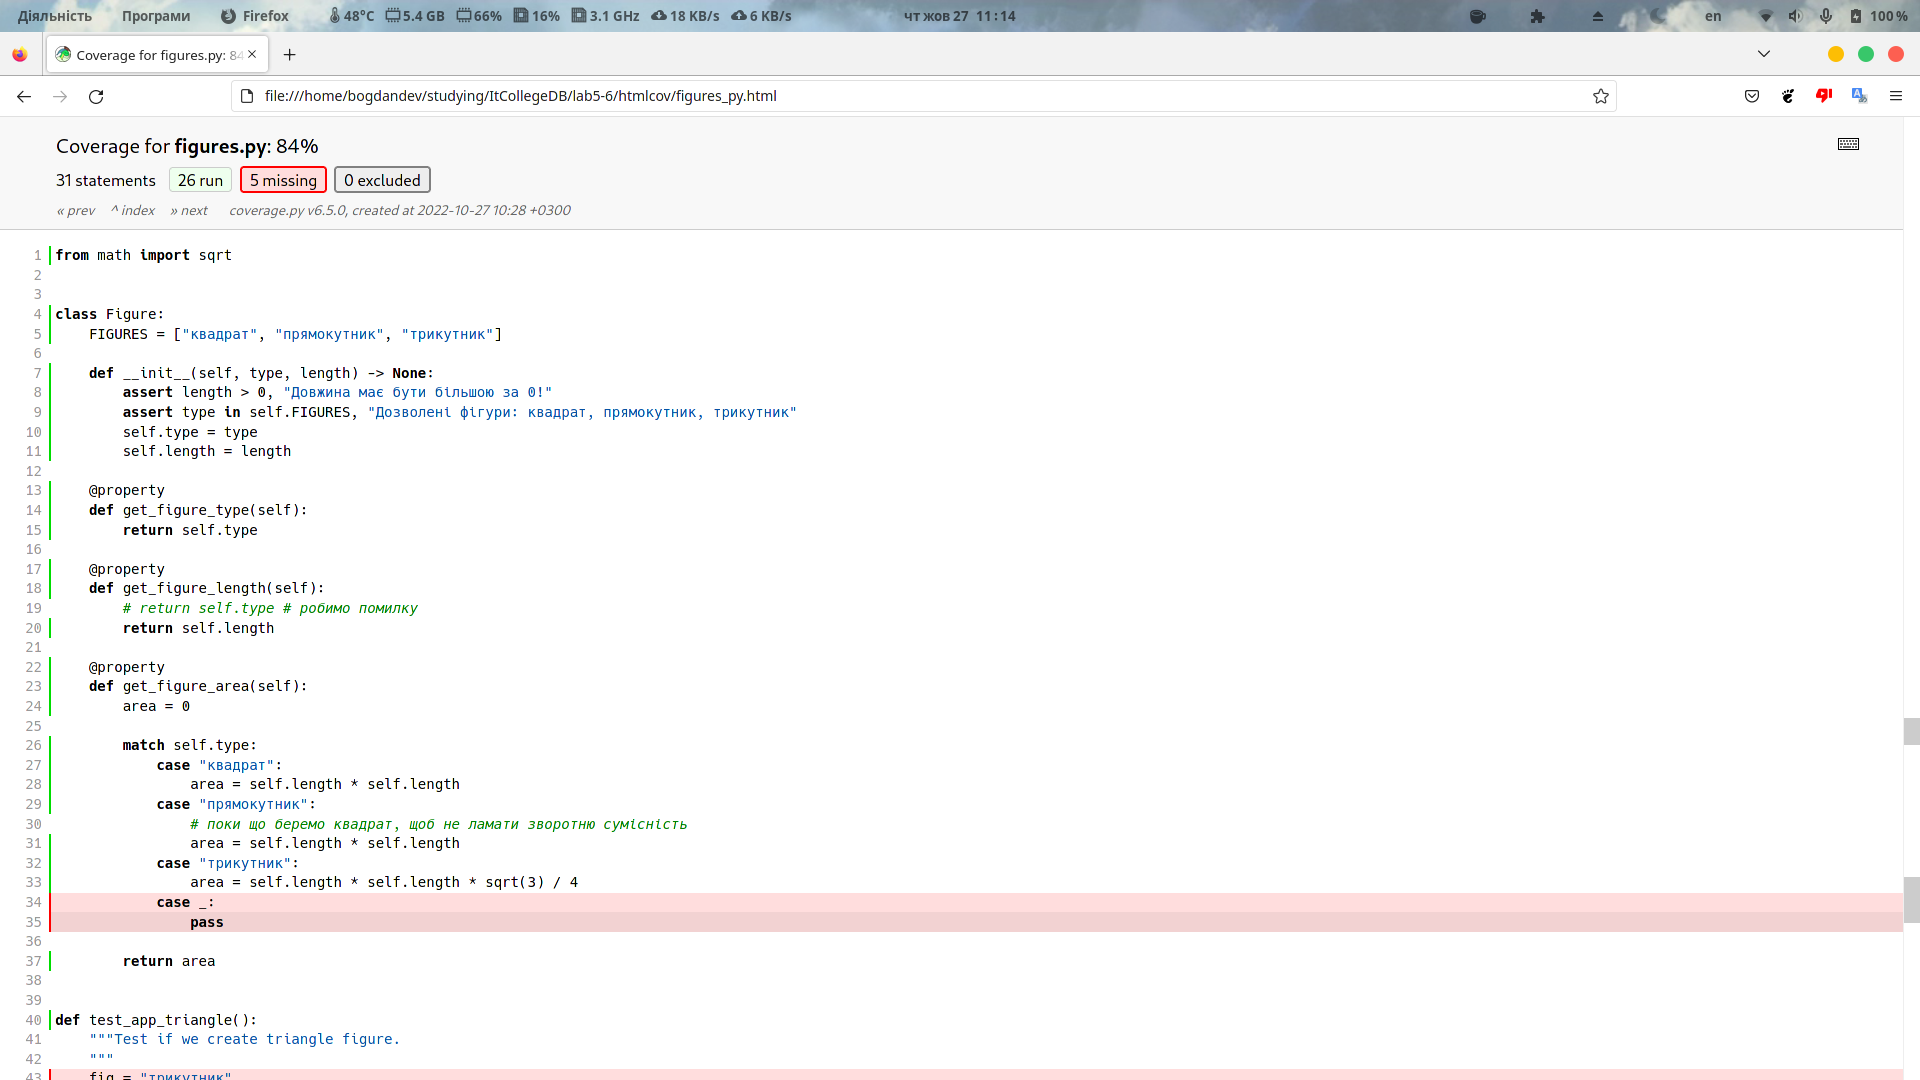 Діяльність Програми Firefox 48°C 5.4 GB 66% 16% 3.1 GHz 18 KB/s 6 KB/s чт жов 27 11:14 en 100 %
Coverage for figures.py: 84
file:///home/bogdandev/studying/ItCollegeDB/lab5-6/htmlcov/figures_py.html
Coverage for figures.py: 84%
31 statements 26 run 5 missing 0 excluded
« prev ^ index » next coverage.py v6.5.0, created at 2022-10-27 10:28 +0300
1 from math import sqrt
2
3
4 class Figure:
5 FIGURES = ["квадрат", "прямокутник", "трикутник"]
6
7 def __init__(self, type, length) -> None:
8 assert length > 0, "Довжина має бути більшою за 0!"
9 assert type in self.FIGURES, "Дозволені фігури: квадрат, прямокутник, трикутник"
10 self.type = type
11 self.length = length
12
13 @property
14 def get_figure_type(self):
15 return self.type
16
17 @property
18 def get_figure_length(self):
19 # return self.type # робимо помилку
20 return self.length
21
22 @property
23 def get_figure_area(self):
24 area = 0
25
26 match self.type:
27 case "квадрат":
28 area = self.length * self.length
29 case "прямокутник":
30 # поки що беремо квадрат, щоб не ламати зворотню сумісність
31 area = self.length * self.length
32 case "трикутник":
33 area = self.length * self.length * sqrt(3) / 4
34 case _:
35 pass
36
37 return area
38
39
40 def test_app_triangle():
41 """Test if we create triangle figure.
42 """
43 fig = "трикутник"